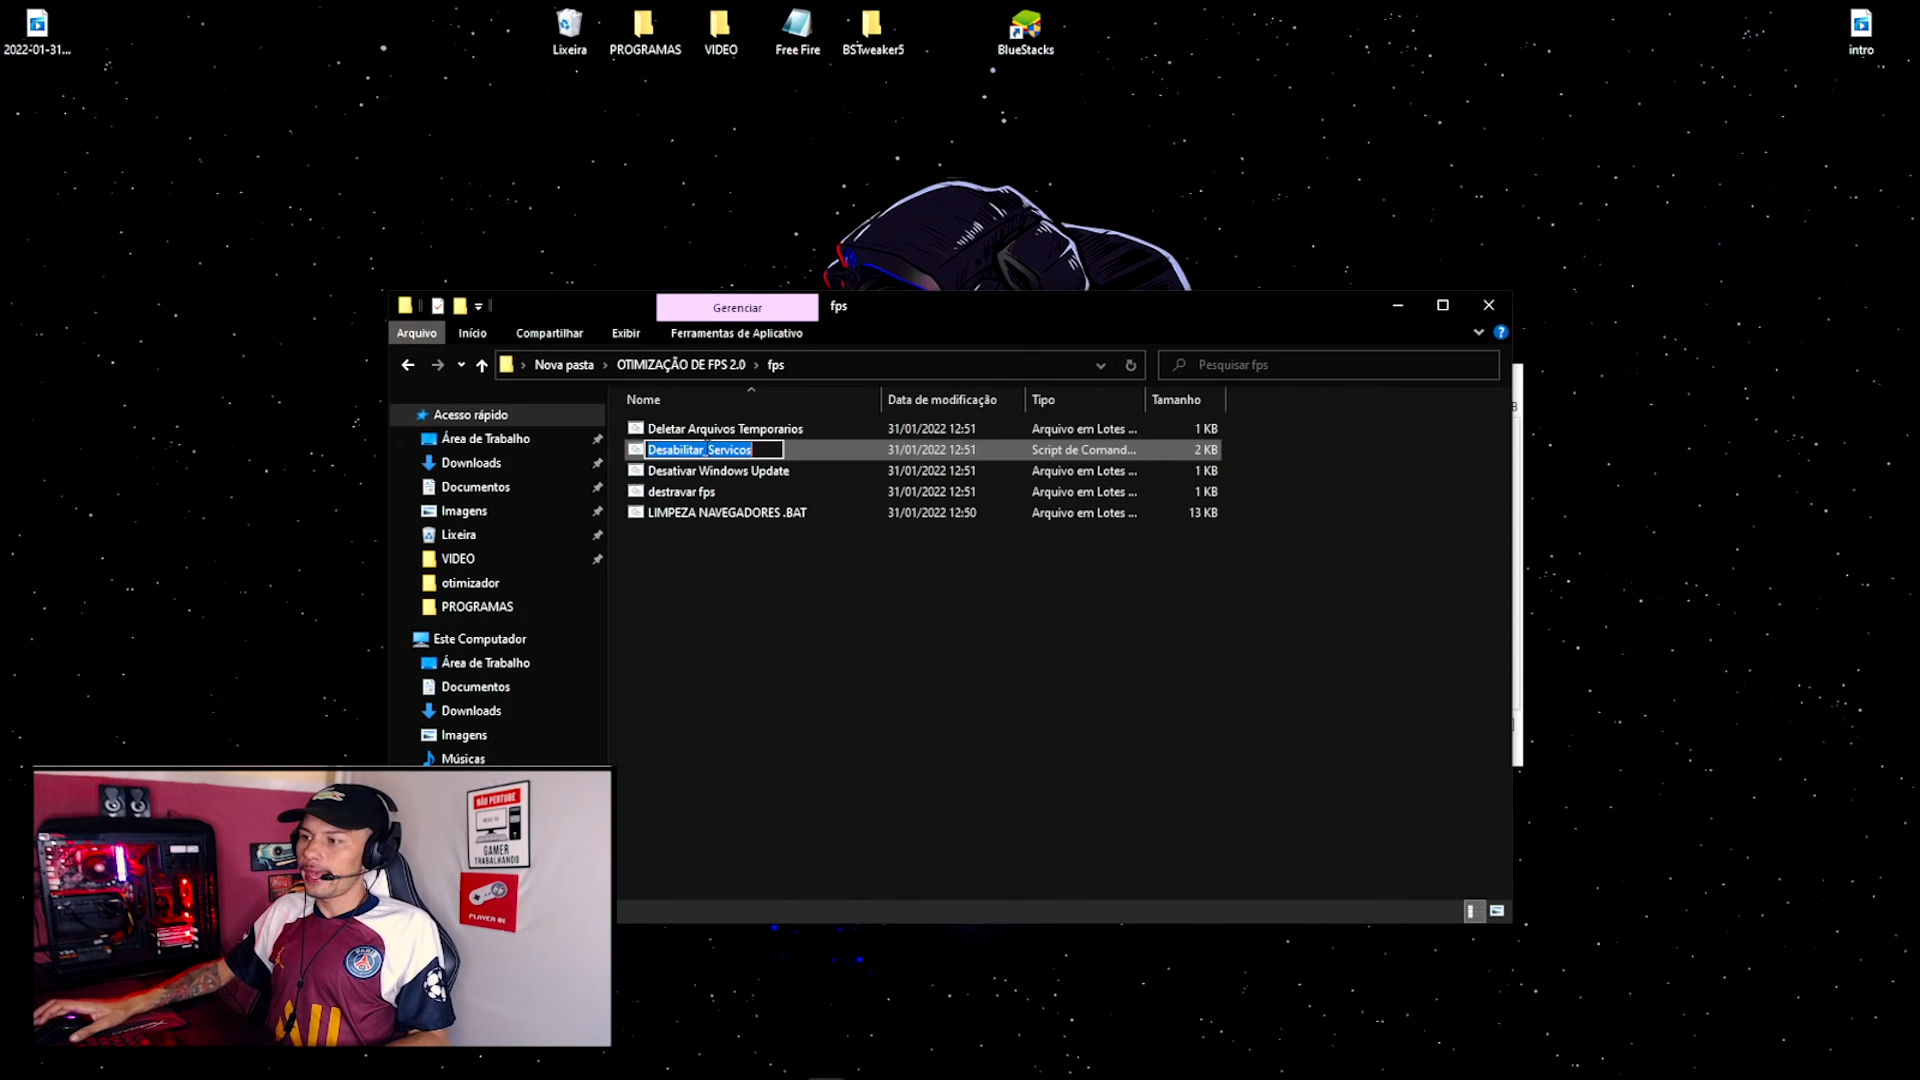 2022-01-31...
Lixeira
PROGRAMAS
VIDEO
Free Fire
BSTweaker5
BlueStacks
intro
Gerenciar
fps
Arquivo
Início
Compartilhar
Exibir
Ferramentas de Aplicativo
Nova pasta
OTIMIZAÇÃO DE FPS 2.0
fps
Pesquisar fps
Nome
Data de modificação
Tipo
Tamanho
Deletar Arquivos Temporarios 31/01/2022 12:51 Arquivo em Lotes ... 1 KB
Desabilitar_Servicos 31/01/2022 12:51 Script de Comand... 2 KB
Desativar Windows Update 31/01/2022 12:51 Arquivo em Lotes ... 1 KB
destravar fps 31/01/2022 12:51 Arquivo em Lotes ... 1 KB
LIMPEZA NAVEGADORES .BAT 31/01/2022 12:50 Arquivo em Lotes ... 13 KB
Acesso rápido
Área de Trabalho
Downloads
Documentos
Imagens
Lixeira
VIDEO
otimizador
PROGRAMAS
Este Computador
Área de Trabalho
Documentos
Downloads
Imagens
Músicas
NÃO PERTUBE
GAMER
TRABALHANDO
PLAYER 01
PARIS